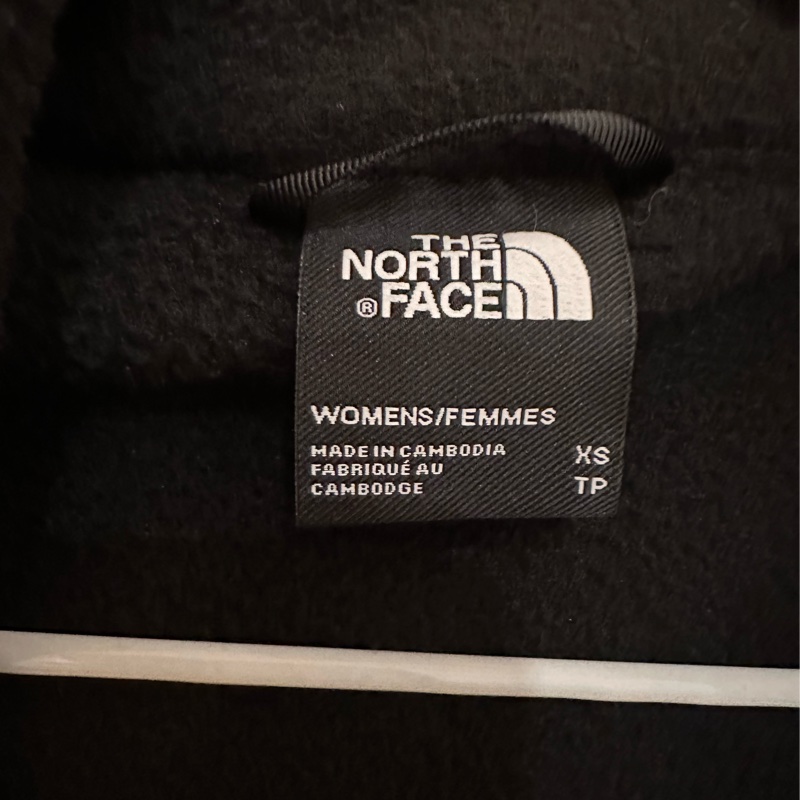 THE
NORTH
®FACE
WOMENS/FEMMES
MADE IN CAMBODIA XS
FABRIQUÉ AU
CAMBODGE TP